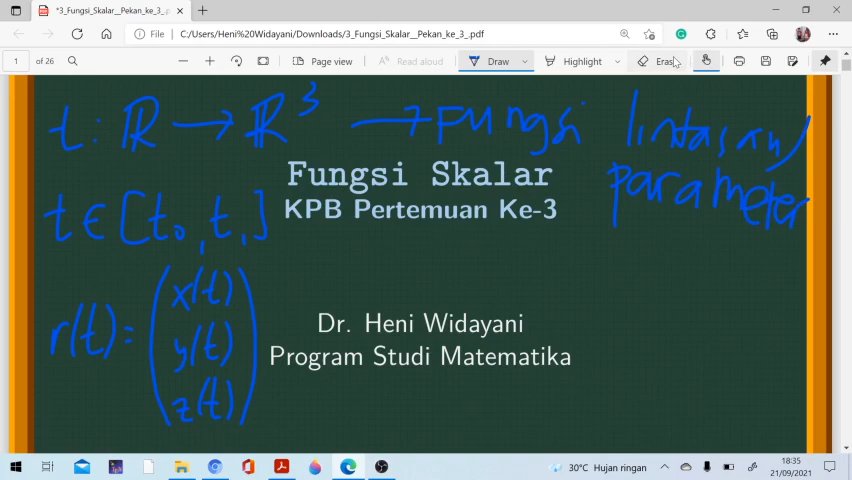 *3_Fungsi_Skalar__Pekan_ke_3_.pd
File C:/Users/Heni%20Widayani/Downloads/3_Fungsi_Skalar__Pekan_ke_3_.pdf
1 of 26 Page view Read aloud Draw Highlight Erase
t : ℝ → ℝ³ → Fungsi lintasan/
parameter
Fungsi Skalar
KPB Pertemuan Ke-3
t ∈ [t₀, t₁]
r(t) = (x(t)
y(t)
z(t))
Dr. Heni Widayani
Program Studi Matematika
30°C Hujan ringan
18:35
21/09/2021